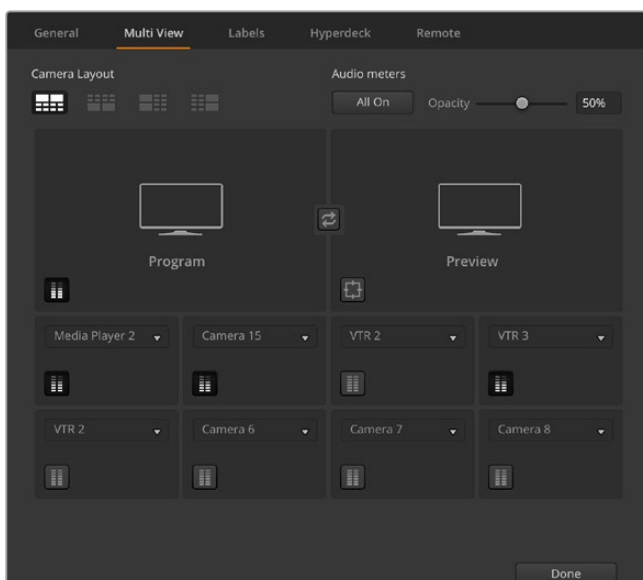 General Multi View Labels Hyperdeck Remote
Camera Layout Audio meters
All On Opacity 50%
Program Preview
Media Player 2 Camera 15 VTR 2 VTR 3
VTR 2 Camera 6 Camera 7 Camera 8
Done